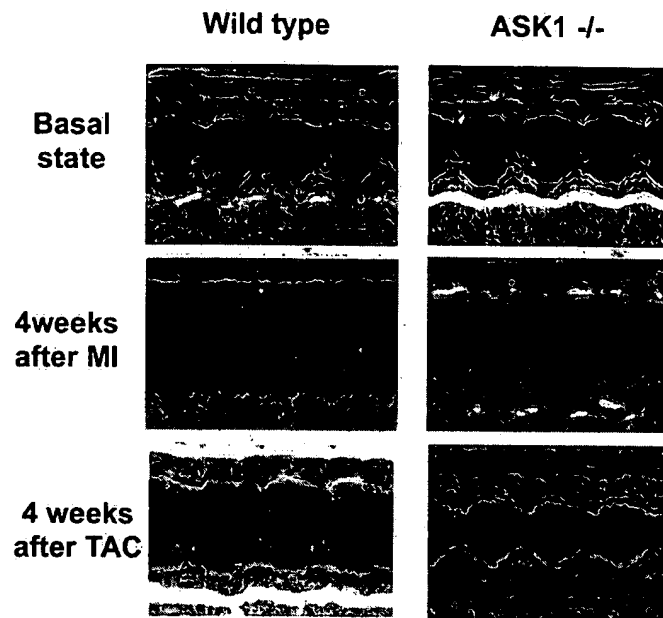 Wild type
ASK1 -/-
Basal
state
4weeks
after MI
4 weeks
after TAC